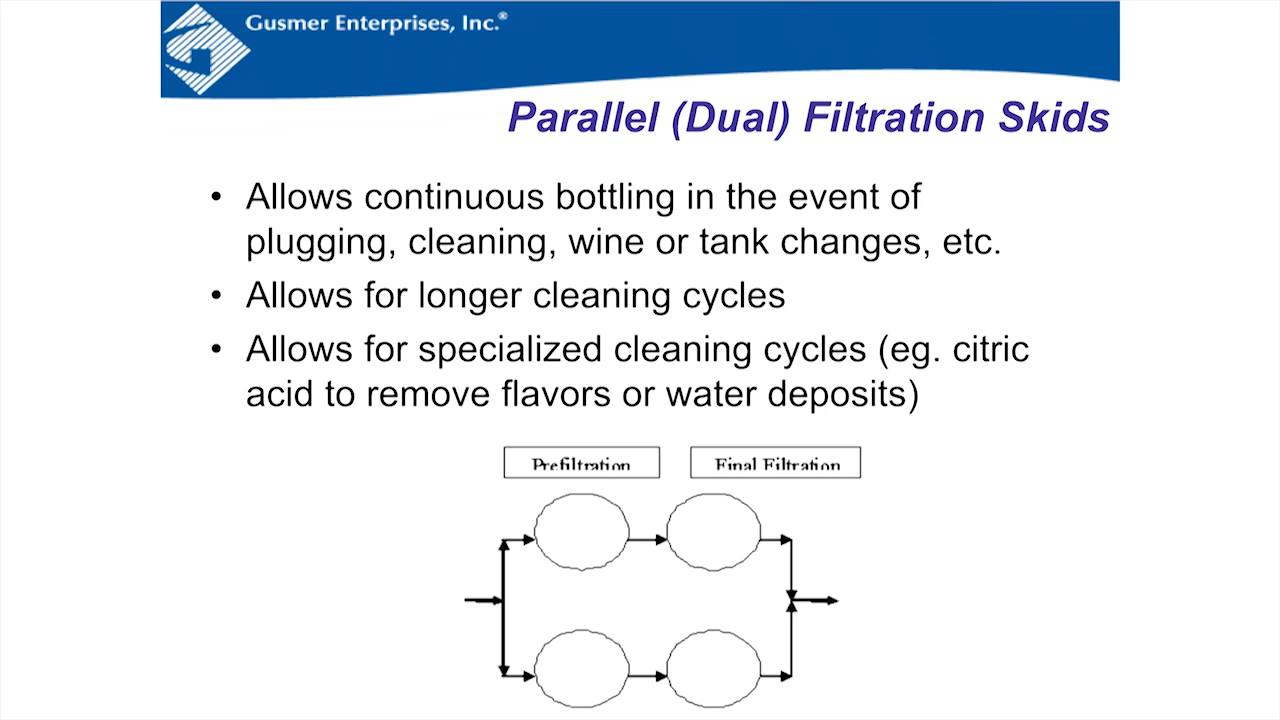 Gusmer Enterprises, Inc.®
Parallel (Dual) Filtration Skids
• Allows continuous bottling in the event of
plugging, cleaning, wine or tank changes, etc.
• Allows for longer cleaning cycles
• Allows for specialized cleaning cycles (eg. citric
acid to remove flavors or water deposits)
Prefiltration
Final Filtration